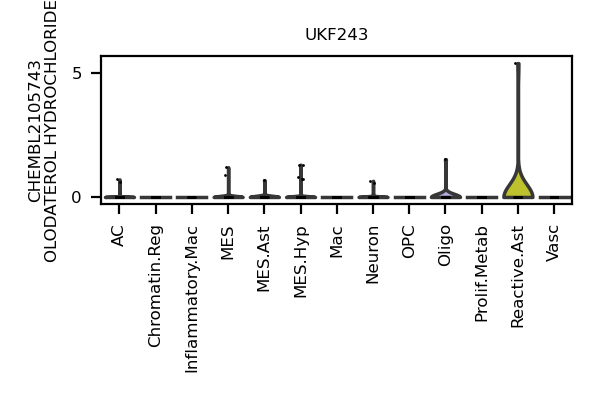 UKF243
CHEMBL2105743
OLODATEROL HYDROCHLORIDE
5
0
AC
Chromatin.Reg
Inflammatory.Mac
MES
MES.Ast
MES.Hyp
Mac
Neuron
OPC
Oligo
Prolif.Metab
Reactive.Ast
Vasc